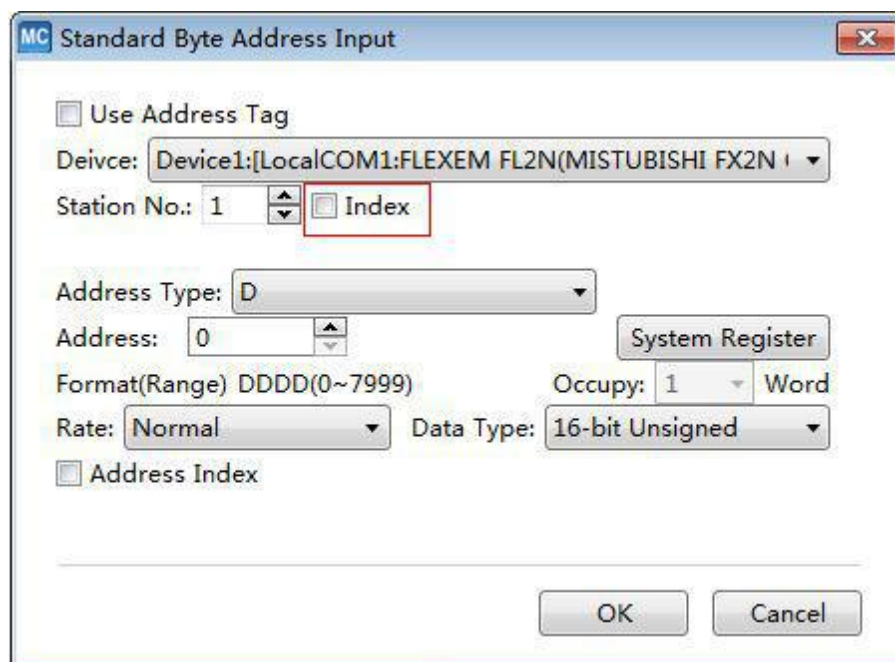 MC Standard Byte Address Input
Use Address Tag
Deivce: Device1:[LocalCOM1:FLEXEM FL2N(MISTUBISHI FX2N
Station No.: 1 Index
Address Type: D
Address: 0 System Register
Format(Range) DDDD(0~7999) Occupy: 1 Word
Rate: Normal Data Type: 16-bit Unsigned
Address Index
OK Cancel